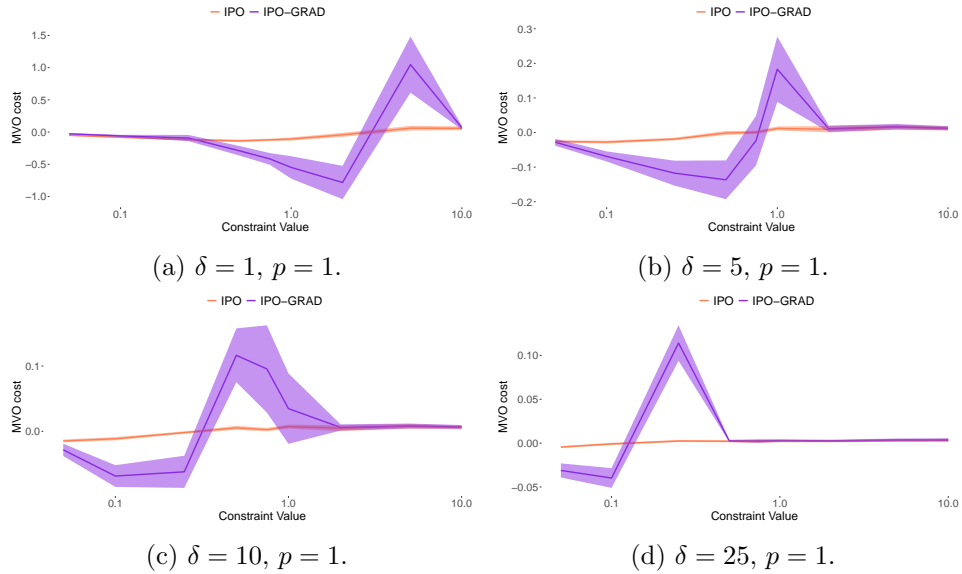 IPO IPO−GRAD
MVO cost
1.5
1.0
0.5
0.0
−0.5
−1.0
0.1 1.0 10.0
Constraint Value
(a) δ = 1, p = 1.
IPO IPO−GRAD
MVO cost
0.3
0.2
0.1
0.0
−0.1
−0.2
0.1 1.0 10.0
Constraint Value
(b) δ = 5, p = 1.
IPO IPO−GRAD
MVO cost
0.1
0.0
0.1 1.0 10.0
Constraint Value
(c) δ = 10, p = 1.
IPO IPO−GRAD
MVO cost
0.10
0.05
0.00
−0.05
0.1 1.0 10.0
Constraint Value
(d) δ = 25, p = 1.